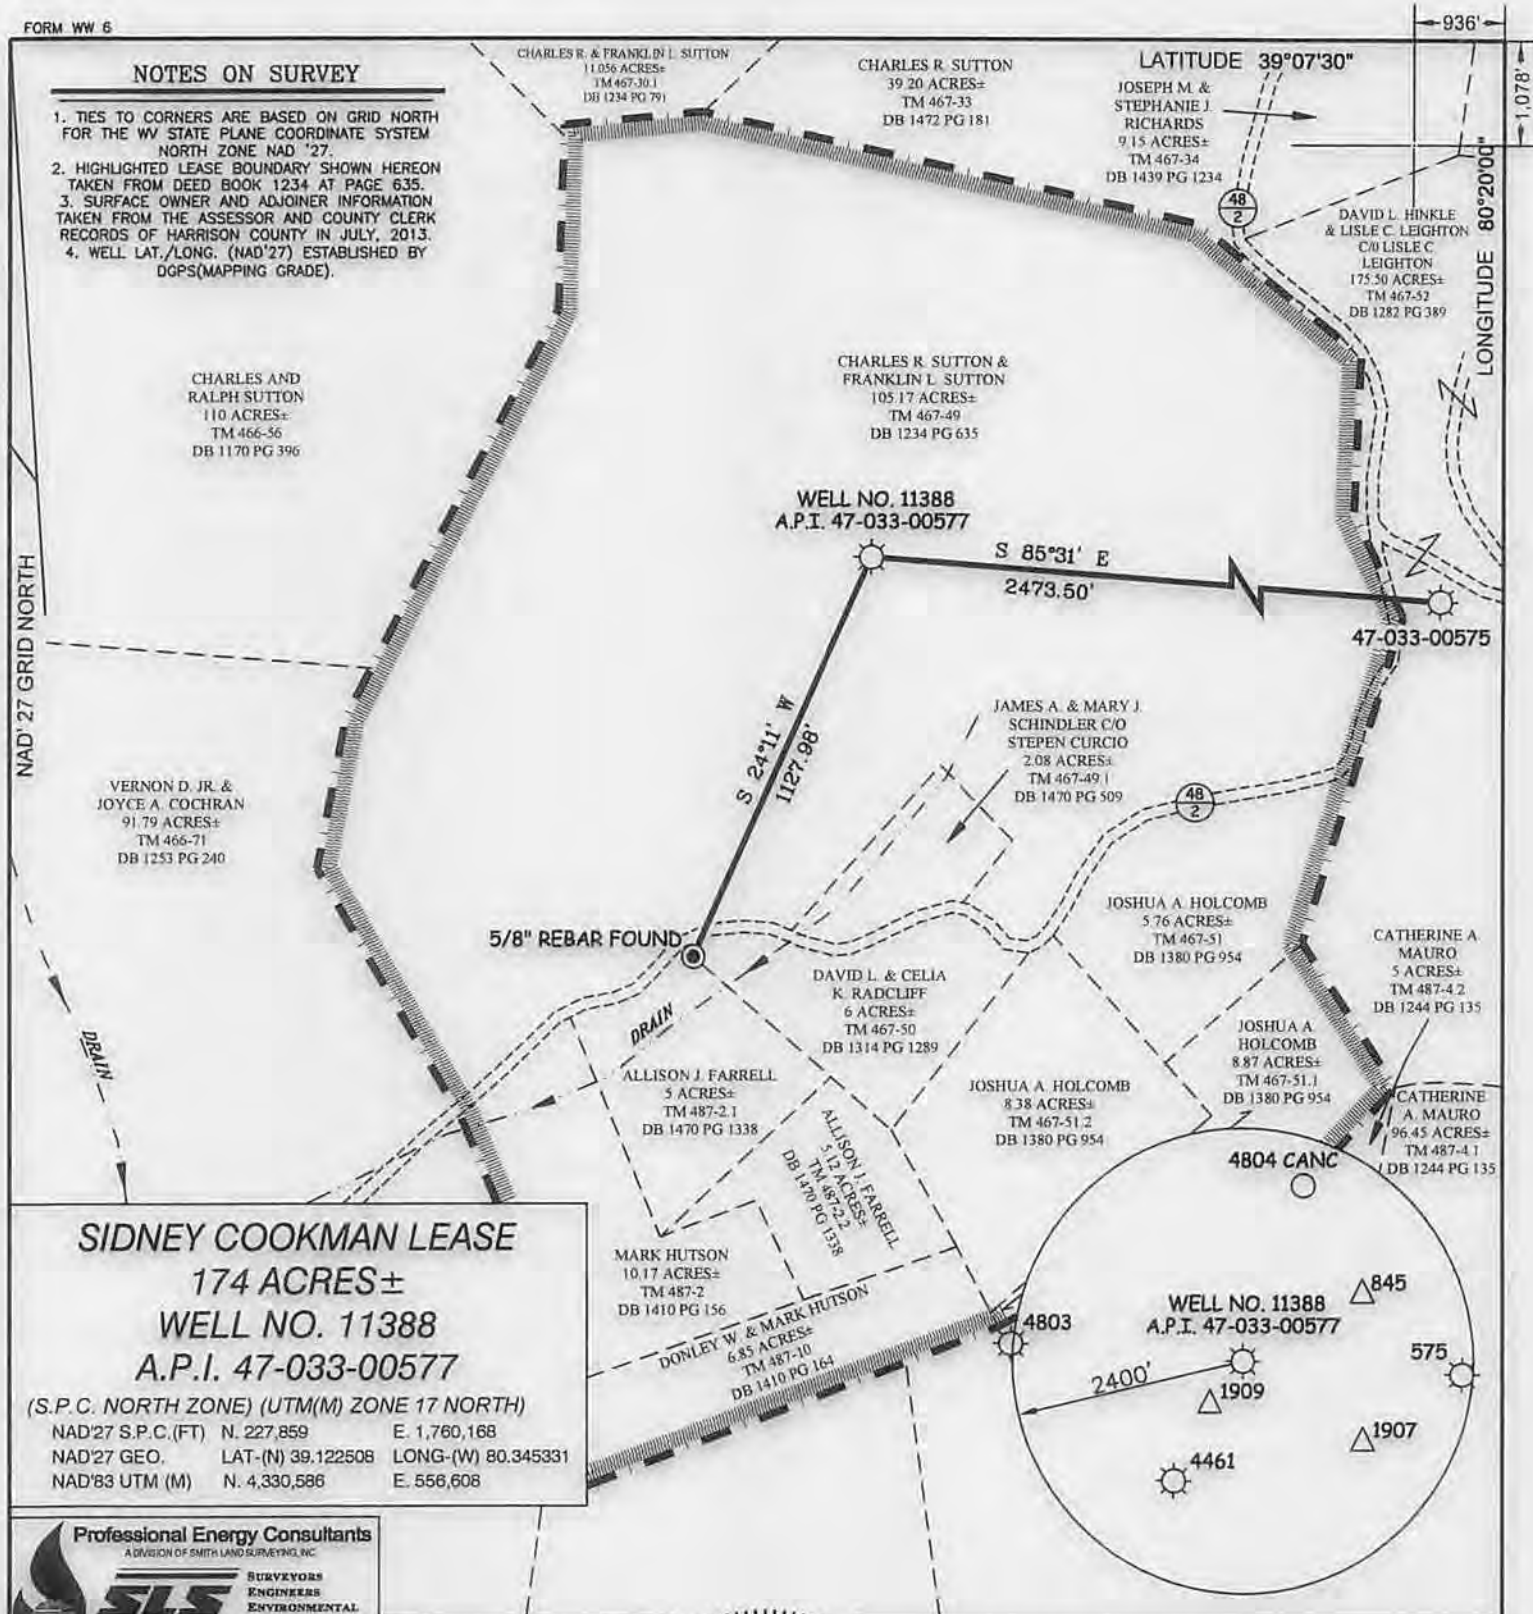 FORM WW 6
936'
1,078'
NOTES ON SURVEY
1. TIES TO CORNERS ARE BASED ON GRID NORTH
FOR THE WV STATE PLANE COORDINATE SYSTEM
NORTH ZONE NAD '27.
2. HIGHLIGHTED LEASE BOUNDARY SHOWN HEREON
TAKEN FROM DEED BOOK 1234 AT PAGE 635.
3. SURFACE OWNER AND ADJOINER INFORMATION
TAKEN FROM THE ASSESSOR AND COUNTY CLERK
RECORDS OF HARRISON COUNTY IN JULY, 2013.
4. WELL LAT./LONG. (NAD'27) ESTABLISHED BY
DGPS(MAPPING GRADE).
CHARLES R. & FRANKLIN L. SUTTON
11.056 ACRES±
TM 467-30.1
DB 1234 PG 791
CHARLES R. SUTTON
39.20 ACRES±
TM 467-33
DB 1472 PG 181
LATITUDE 39°07'30"
JOSEPH M. &
STEPHANIE J.
RICHARDS
9.15 ACRES±
TM 467-34
DB 1439 PG 1234
48
2
LONGITUDE 80°20'00"
DAVID L. HINKLE
& LISLE C. LEIGHTON
C/0 LISLE C.
LEIGHTON
175.50 ACRES±
TM 467-52
DB 1282 PG 389
CHARLES AND
RALPH SUTTON
110 ACRES±
TM 466-56
DB 1170 PG 396
CHARLES R. SUTTON &
FRANKLIN L. SUTTON
105.17 ACRES±
TM 467-49
DB 1234 PG 635
WELL NO. 11388
A.P.I. 47-033-00577
S 85°31' E
2473.50'
47-033-00575
NAD' 27 GRID NORTH
S 24°11' W
1127.98'
JAMES A. & MARY J.
SCHINDLER C/O
STEPEN CURCIO
2.08 ACRES±
TM 467-49.1
DB 1470 PG 509
48
2
VERNON D. JR. &
JOYCE A. COCHRAN
91.79 ACRES±
TM 466-71
DB 1253 PG 240
5/8" REBAR FOUND
JOSHUA A. HOLCOMB
5.76 ACRES±
TM 467-51
DB 1380 PG 954
CATHERINE A.
MAURO
5 ACRES±
TM 487-4.2
DB 1244 PG 135
DAVID L. & CELIA
K. RADCLIFF
6 ACRES±
TM 467-50
DB 1314 PG 1289
DRAIN
DRAIN
JOSHUA A.
HOLCOMB
8.87 ACRES±
TM 467-51.1
DB 1380 PG 954
ALLISON J. FARRELL
5 ACRES±
TM 487-2.1
DB 1470 PG 1338
JOSHUA A. HOLCOMB
8.38 ACRES±
TM 467-51.2
DB 1380 PG 954
CATHERINE
A. MAURO
96.45 ACRES±
TM 487-4.1
DB 1244 PG 135
ALLISON J. FARRELL
5.12 ACRES±
TM 487-2.2
DB 1470 PG 1338
MARK HUTSON
10.17 ACRES±
TM 487-2
DB 1410 PG 156
DONLEY W. & MARK HUTSON
6.85 ACRES±
TM 487-10
DB 1410 PG 164
4804 CANC
845
WELL NO. 11388
A.P.I. 47-033-00577
4803
575
2400'
1909
1907
4461
SIDNEY COOKMAN LEASE
174 ACRES±
WELL NO. 11388
A.P.I. 47-033-00577
(S.P.C. NORTH ZONE) (UTM(M) ZONE 17 NORTH)
NAD'27 S.P.C.(FT) N. 227,859 E. 1,760,168
NAD'27 GEO. LAT-(N) 39.122508 LONG-(W) 80.345331
NAD'83 UTM (M) N. 4,330,586 E. 556,608
Professional Energy Consultants
A DIVISION OF SMITH LAND SURVEYING, INC.
SLS
SURVEYORS
ENGINEERS
ENVIRONMENTAL